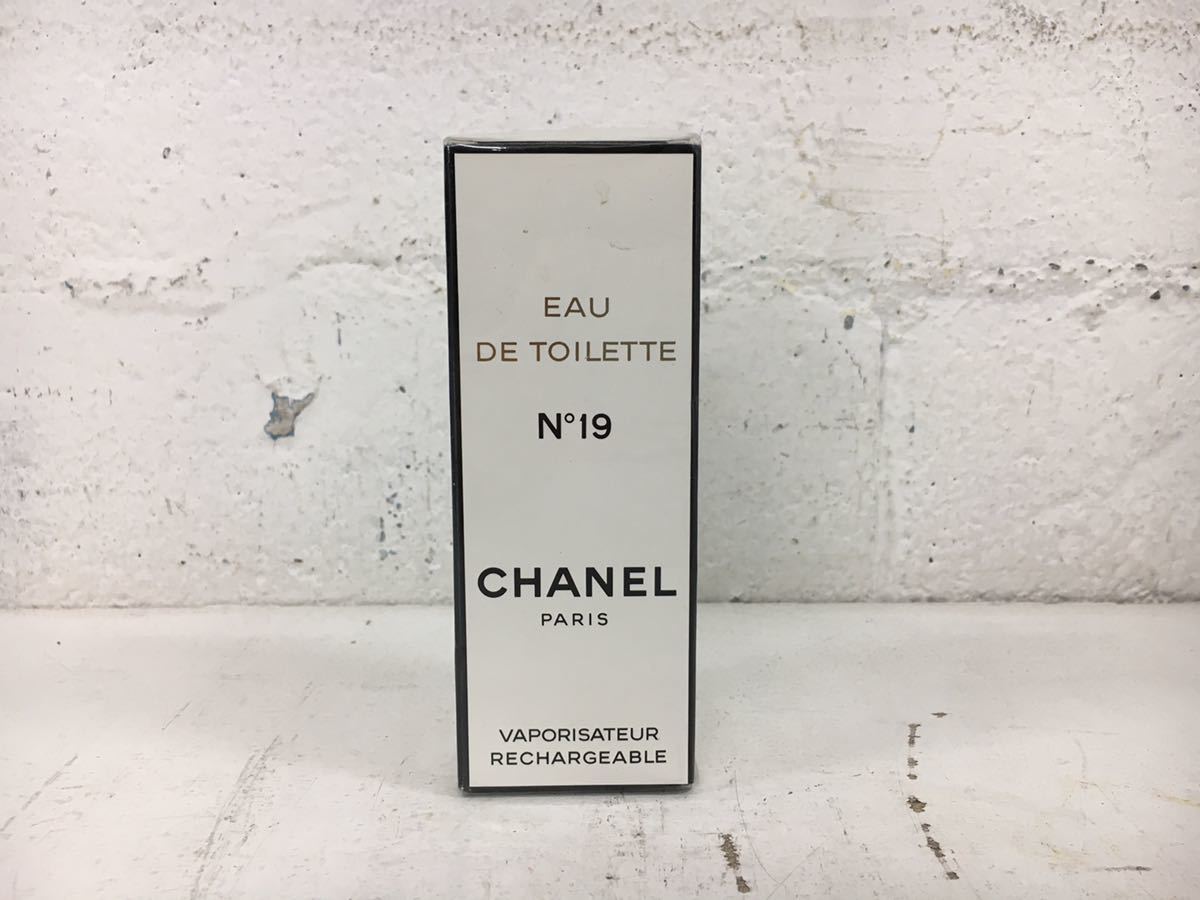 EAU
DE TOILETTE
N°19
CHANEL
PARIS
VAPORISATEUR
RECHARGEABLE